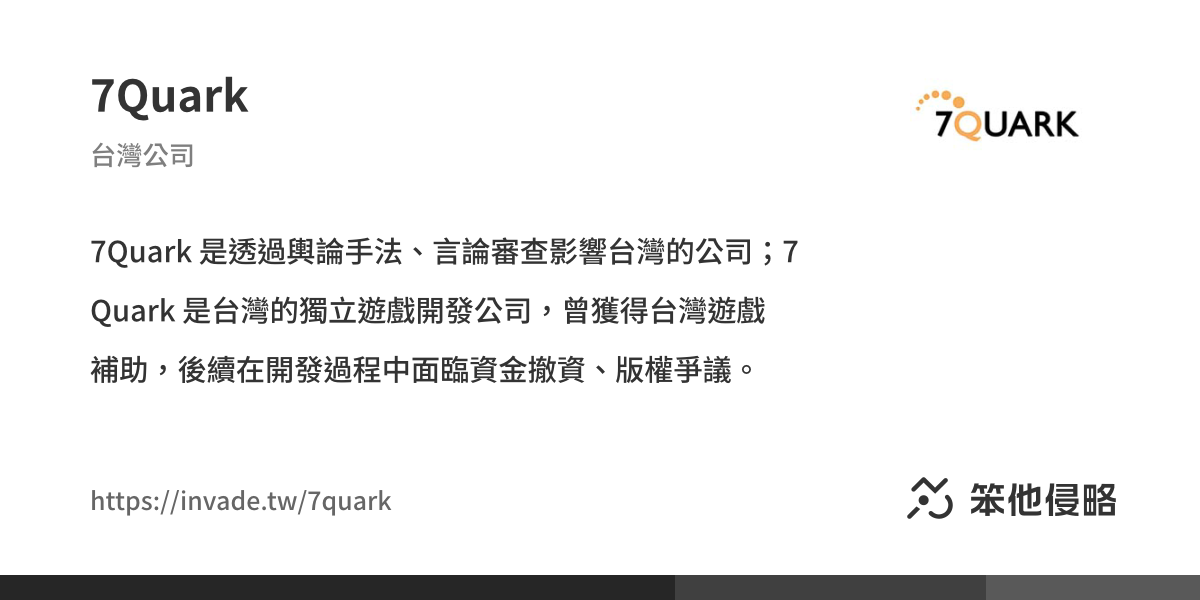 7Quark
台灣公司
7QUARK
7Quark 是透過輿論手法、言論審查影響台灣的公司；7
Quark 是台灣的獨立遊戲開發公司，曾獲得台灣遊戲
補助，後續在開發過程中面臨資金撤資、版權爭議。
https://invade.tw/7quark
笨他侵略